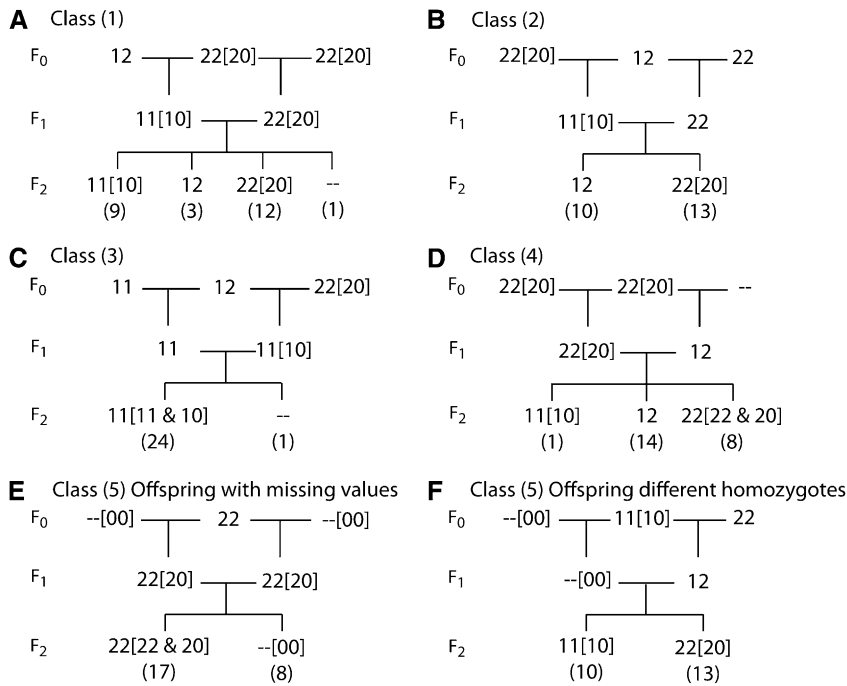 A Class (1)
F0 12 22[20] 22[20]
F1 11[10] 22[20]
F2 11[10] 12 22[20] --
(9) (3) (12) (1)
B Class (2)
F0 22[20] 12 22
F1 11[10] 22
F2 12 22[20]
(10) (13)
C Class (3)
F0 11 12 22[20]
F1 11 11[10]
F2 11[11 & 10] --
(24) (1)
D Class (4)
F0 22[20] 22[20] --
F1 22[20] 12
F2 11[10] 12 22[22 & 20]
(1) (14) (8)
E Class (5) Offspring with missing values
F0 --[00] 22 --[00]
F1 22[20] 22[20]
F2 22[22 & 20] --[00]
(17) (8)
F Class (5) Offspring different homozygotes
F0 --[00] 11[10] 22
F1 --[00] 12
F2 11[10] 22[20]
(10) (13)